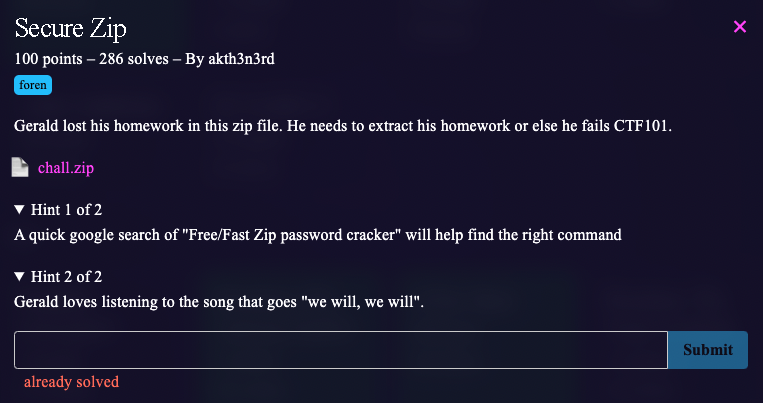 Secure Zip
100 points – 286 solves – By akth3n3rd
foren
Gerald lost his homework in this zip file. He needs to extract his homework or else he fails CTF101.
chall.zip
▼ Hint 1 of 2
A quick google search of "Free/Fast Zip password cracker" will help find the right command
▼ Hint 2 of 2
Gerald loves listening to the song that goes "we will, we will".
Submit
already solved